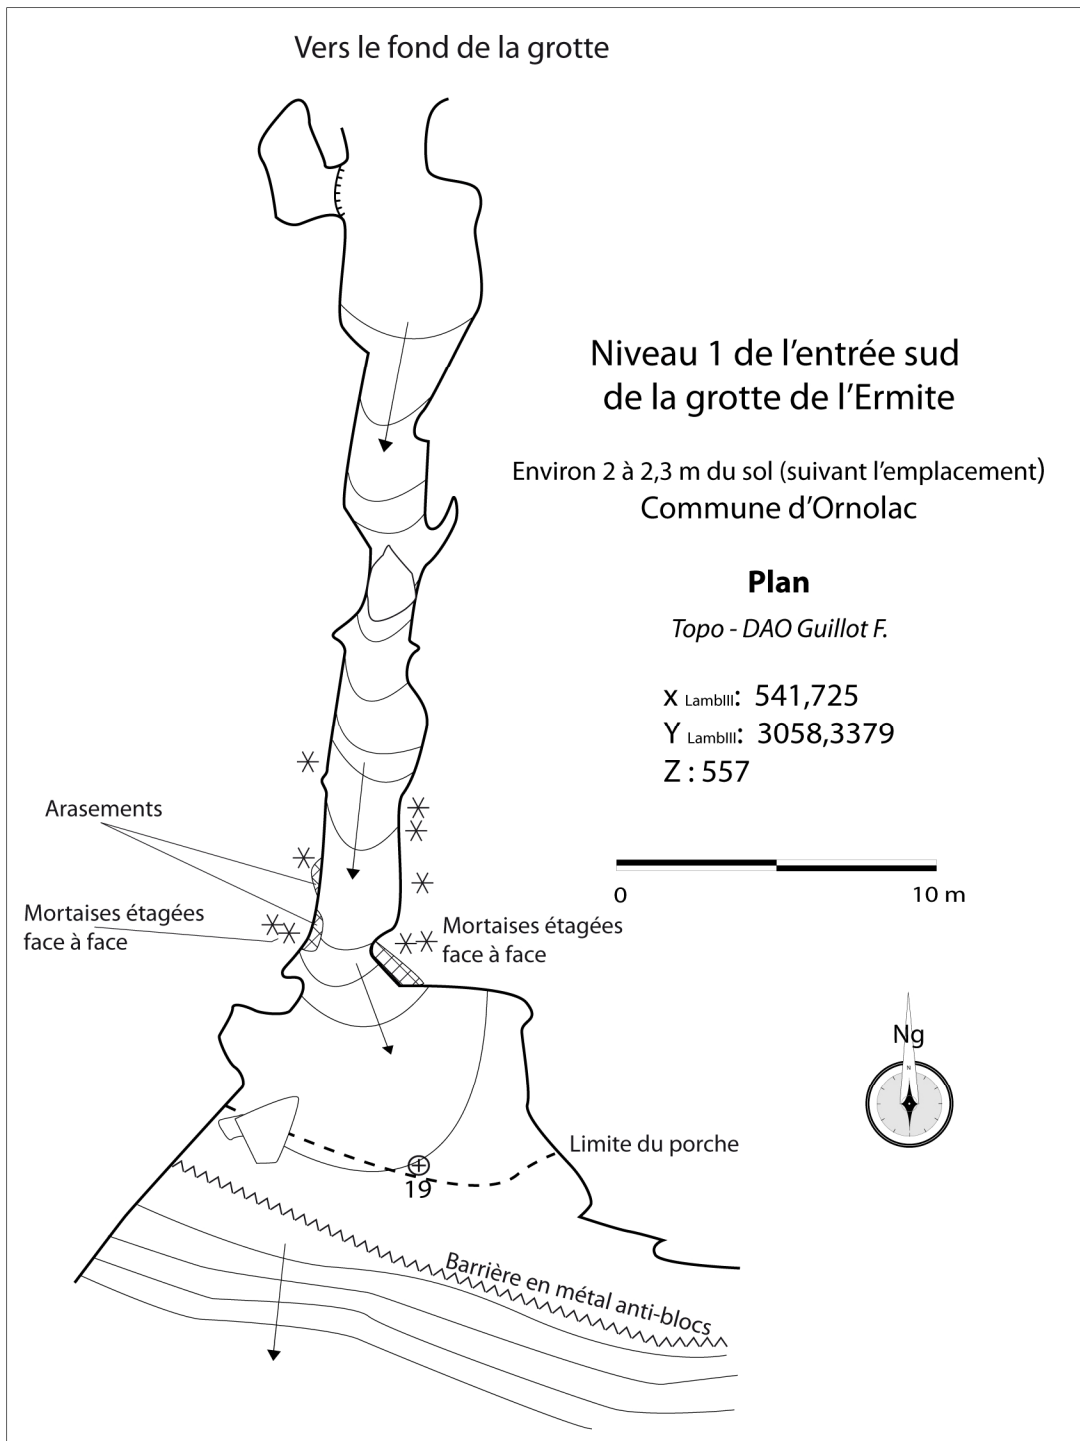 Vers le fond de la grotte
Niveau 1 de l'entrée sud
de la grotte de l'Ermite
Environ 2 à 2,3 m du sol (suivant l'emplacement)
Commune d'Ornolac
Plan
Topo - DAO Guillot F.
x LambIII: 541,725
Y LambIII: 3058,3379
Z : 557
Arasements
0 10 m
Mortaises étagées
face à face
Mortaises étagées
face à face
Ng
N
Limite du porche
19
Barrière en métal anti-blocs